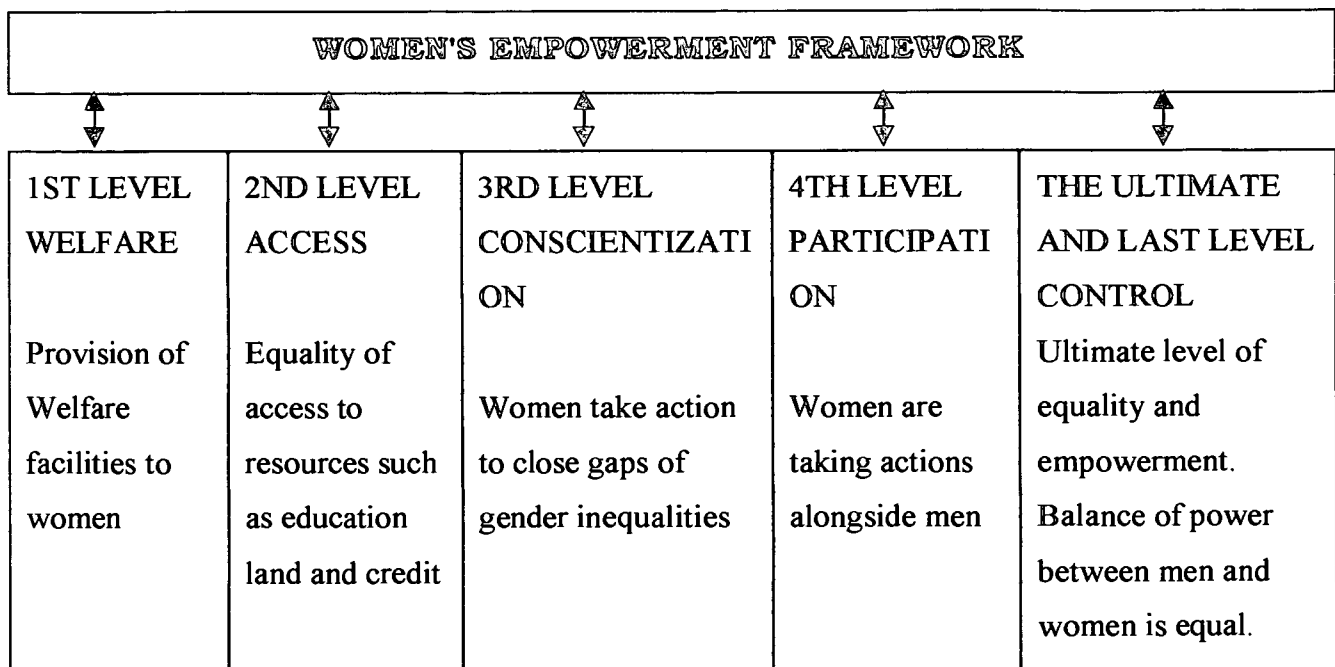 WOMEN'S EMPOWERMENT FRAMEWORK
1ST LEVEL
WELFARE
Provision of
Welfare
facilities to
women
2ND LEVEL
ACCESS
Equality of
access to
resources such
as education
land and credit
3RD LEVEL
CONSCIENTIZATI
ON
Women take action
to close gaps of
gender inequalities
4TH LEVEL
PARTICIPATI
ON
Women are
taking actions
alongside men
THE ULTIMATE
AND LAST LEVEL
CONTROL
Ultimate level of
equality and
empowerment.
Balance of power
between men and
women is equal.